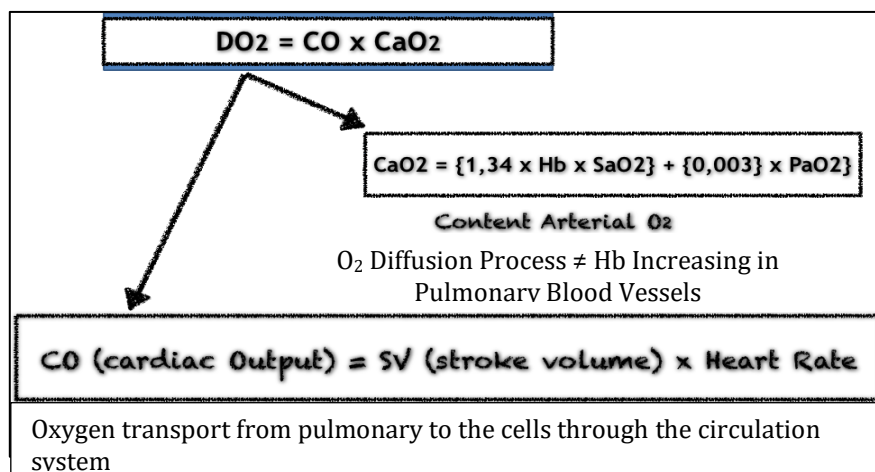 DO2 = CO x CaO2
CaO2 = {1,34 x Hb x SaO2} + {0,003} x PaO2}
Content Arterial O2
O₂ Diffusion Process ≠ Hb Increasing in
Pulmonary Blood Vessels
CO (cardiac Output) = SV (stroke volume) x Heart Rate
Oxygen transport from pulmonary to the cells through the circulation
system